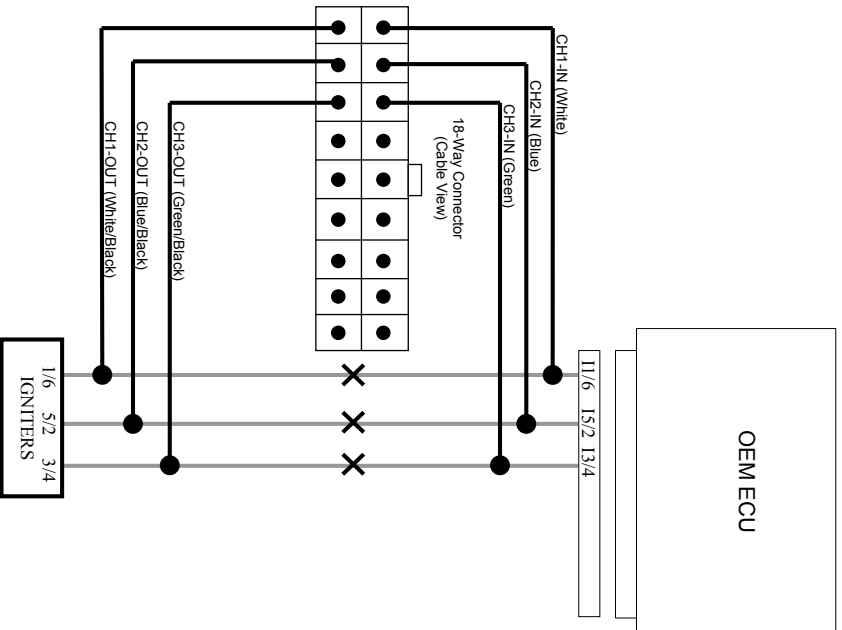 CH1-IN (White)
CH2-IN (Blue)
CH3-IN (Green)
18-Way Connector
(Cable View)
CH3-OUT (Green/Black)
CH2-OUT (Blue/Black)
CH1-OUT (White/Black)
OEM ECU
I1/6 I5/2 I3/4
1/6 5/2 3/4
IGNITERS